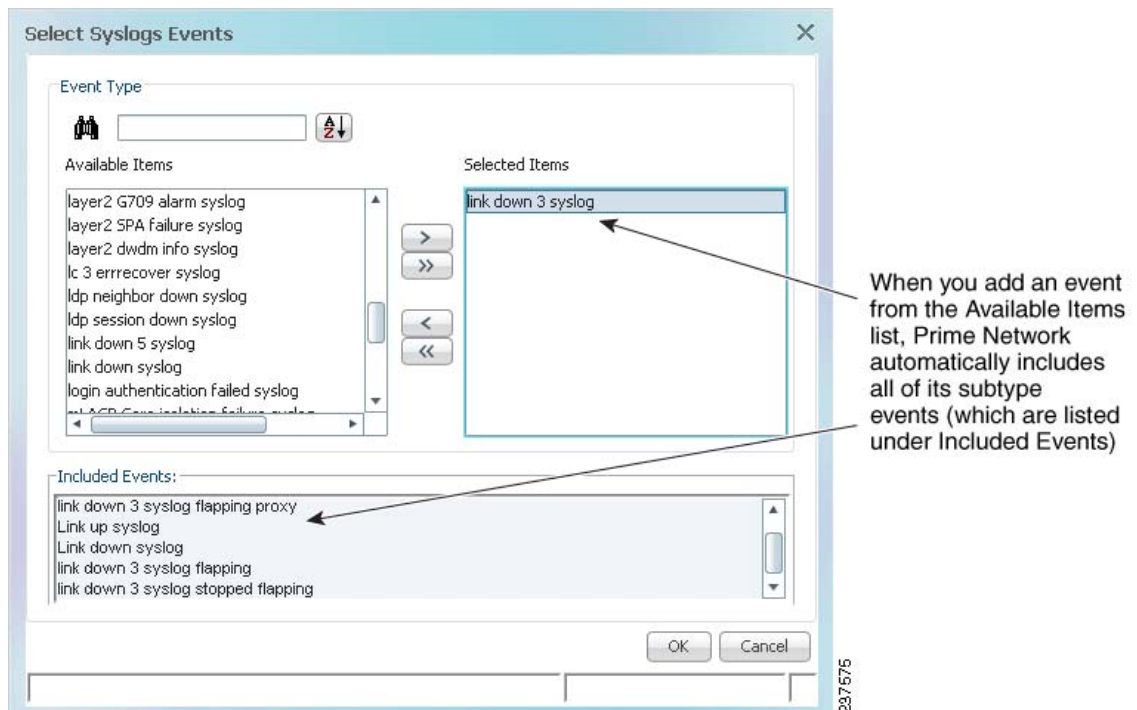 Select Syslogs Events
Event Type
A
Z
Available Items
Selected Items
layer2 G709 alarm syslog
layer2 SPA failure syslog
layer2 dwdm info syslog
lc 3 errrecover syslog
ldp neighbor down syslog
ldp session down syslog
link down 5 syslog
link down syslog
login authentication failed syslog
link down 3 syslog
>
>>
<
<<
When you add an event
from the Available Items
list, Prime Network
automatically includes
all of its subtype
events (which are listed
under Included Events)
Included Events:
link down 3 syslog flapping proxy
Link up syslog
Link down syslog
link down 3 syslog flapping
link down 3 syslog stopped flapping
OK
Cancel